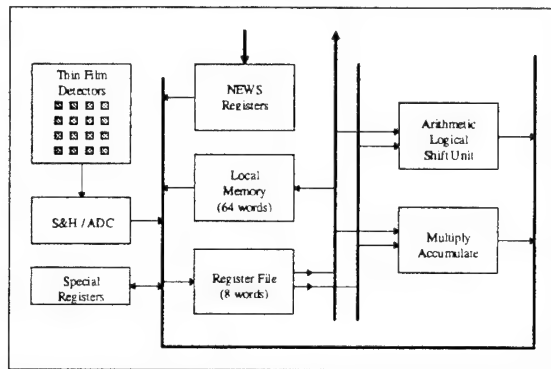 Thin Film
Detectors
NEWS
Registers
Arithmetic
Logical
Shift Unit
Local
Memory
(64 words)
S&H / ADC
Multiply
Accumulate
Special
Registers
Register File
(8 words)